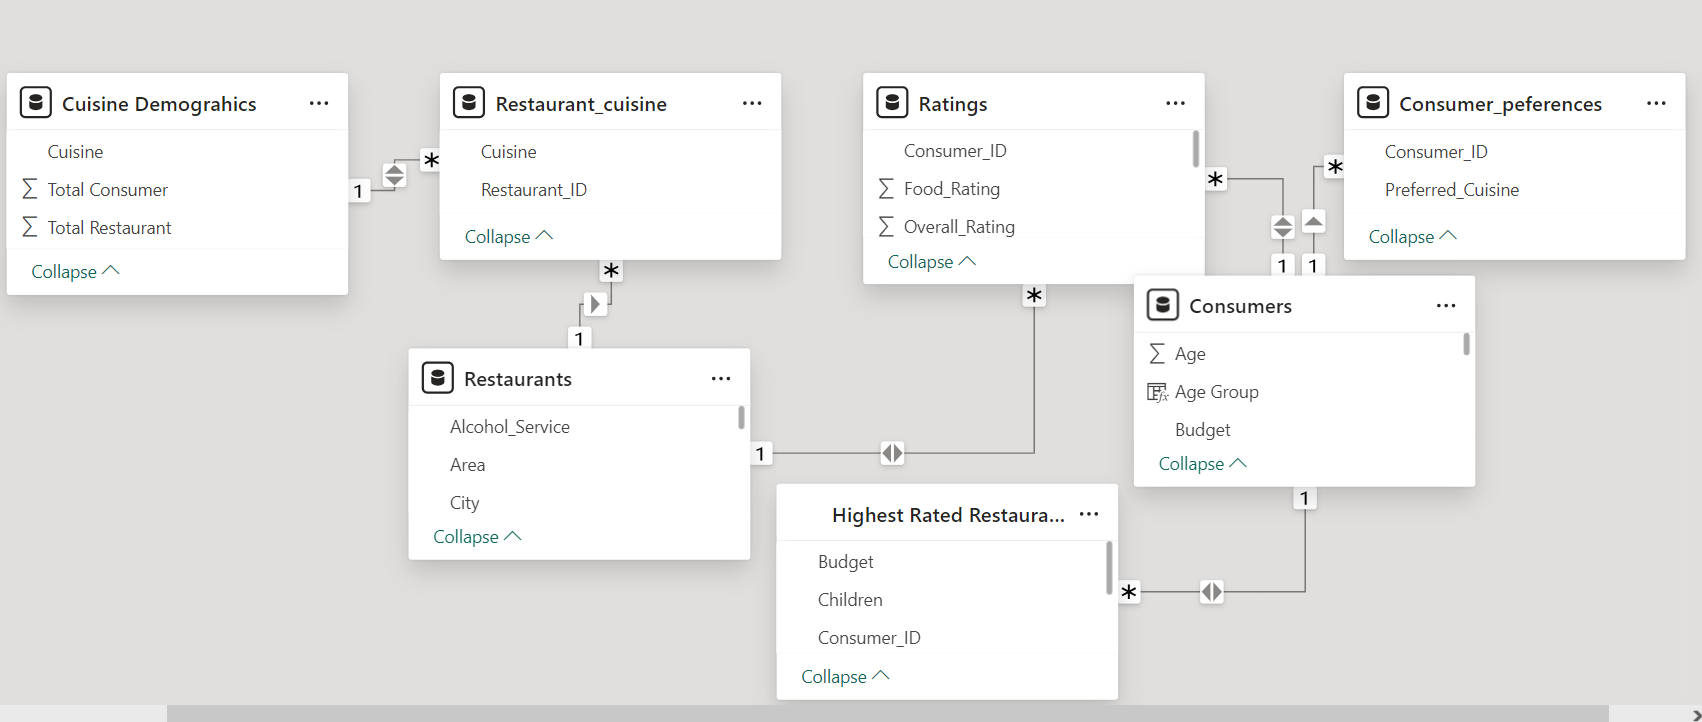 Cuisine Demograhics ...
Cuisine
Total Consumer
Total Restaurant
Collapse
1
*
Restaurant_cuisine ...
Cuisine
Restaurant_ID
Collapse
*
1
Restaurants ...
Alcohol_Service
Area
City
Collapse
1
Ratings ...
Consumer_ID
Σ Food_Rating
Σ Overall_Rating
Collapse
*
*
1
1
*
Consumer_peferences ...
Consumer_ID
Preferred_Cuisine
Collapse
Consumers ...
Σ Age
Age Group
Budget
Collapse
1
Highest Rated Restaura... ...
Budget
Children
Consumer_ID
Collapse
*